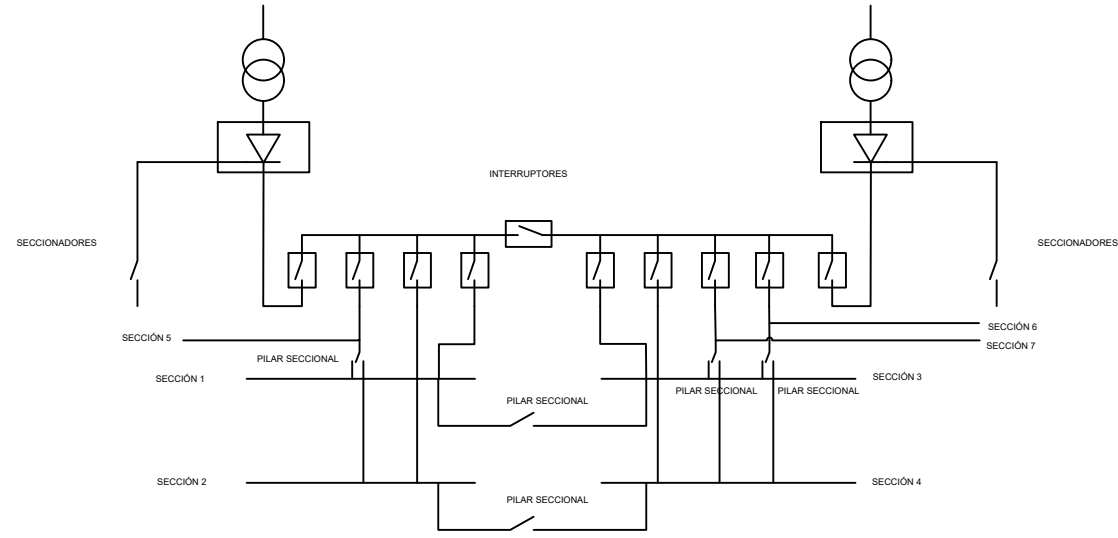 INTERRUPTORES
SECCIONADORES
SECCIONADORES
SECCIÓN 6
SECCIÓN 5
SECCIÓN 7
PILAR SECCIONAL
SECCIÓN 1
SECCIÓN 3
PILAR SECCIONAL
PILAR SECCIONAL
PILAR SECCIONAL
SECCIÓN 2
SECCIÓN 4
PILAR SECCIONAL